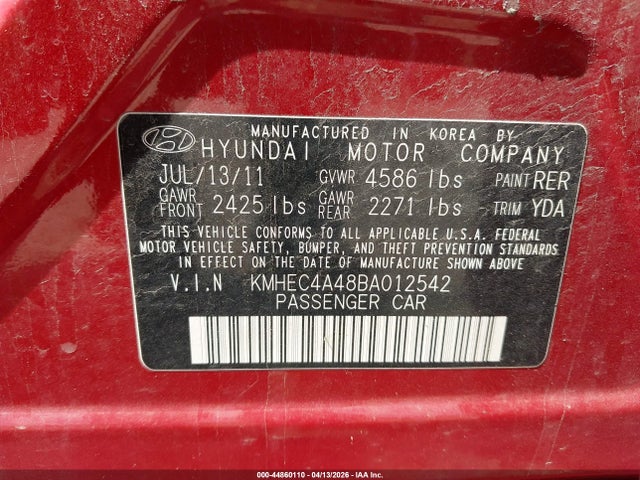 MANUFACTURED IN KOREA BY
HYUNDAI MOTOR COMPANY
JUL/13/11 GVWR 4586 lbs PAINT RER
GAWR FRONT 2425 lbs GAWR REAR 2271 lbs TRIM YDA
THIS VEHICLE CONFORMS TO ALL APPLICABLE U.S.A. FEDERAL
MOTOR VEHICLE SAFETY, BUMPER, AND THEFT PREVENTION STANDARDS
IN EFFECT ON THE DATE OF MANUFACTURE SHOWN ABOVE
V.I.N KMHEC4A48BA012542
PASSENGER CAR
000-44860110 - 04/13/2026 - IAA Inc.